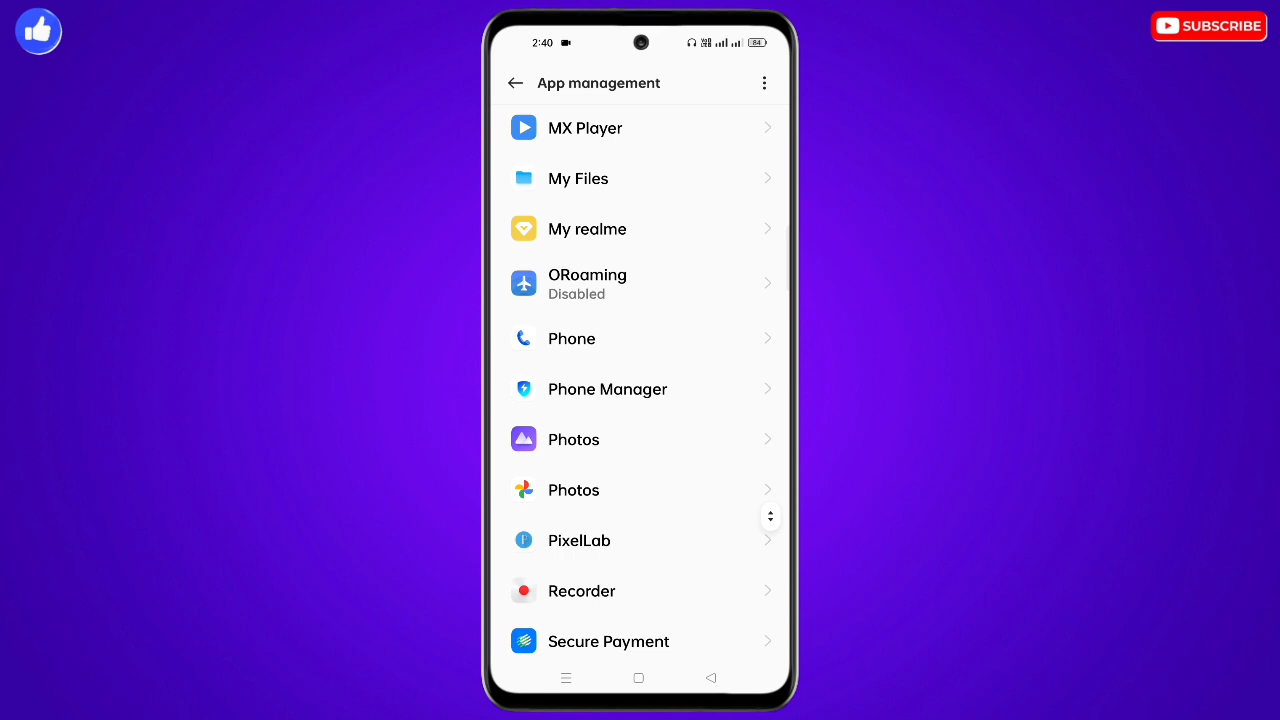 SUBSCRIBE
2:40
84
App management
MX Player
My Files
My realme
ORoaming
Disabled
Phone
Phone Manager
Photos
Photos
PixelLab
Recorder
Secure Payment